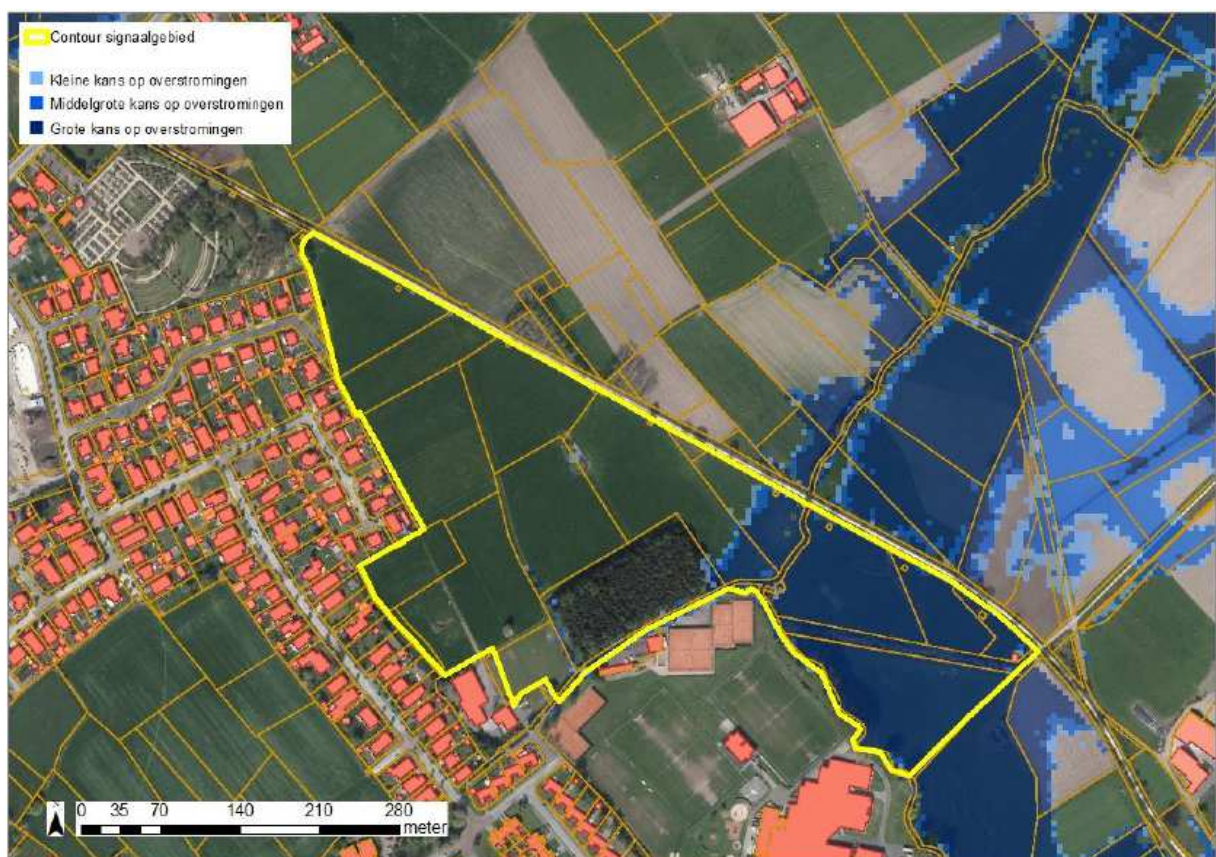 Contour signaalgebied
Kleine kans op overstromingen
Middelgrote kans op overstromingen
Grote kans op overstromingen
0 35 70 140 210 280
meter